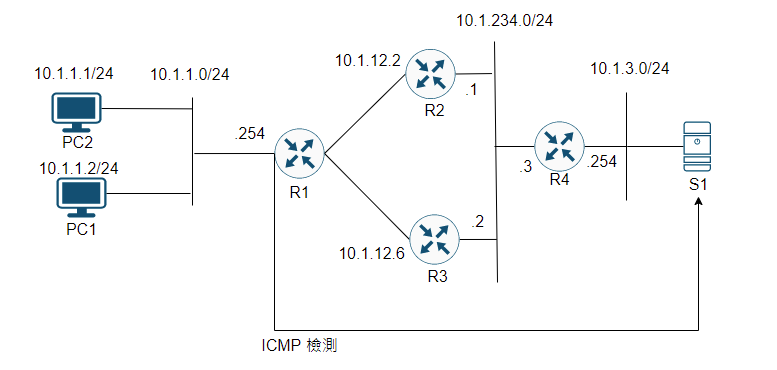 10.1.234.0/24
10.1.1.1/24
10.1.1.0/24
10.1.12.2
10.1.3.0/24
PC2
.254
.1
R2
10.1.1.2/24
R1
.3
R4
.254
S1
PC1
10.1.12.6
.2
R3
ICMP 檢測